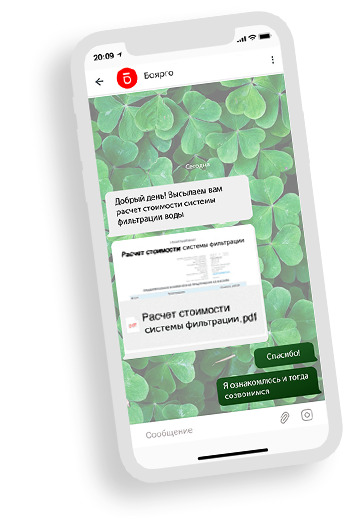 20:09
Боярго
Сегодня
Добрый день! Высылаем вам
расчет стоимости системы
фильтрации воды
Расчет стоимости системы фильтрации
Расчет стоимости
системы фильтрации.pdf
Спасибо!
Я ознакомлюсь и тогда
созвонимся
Сообщение